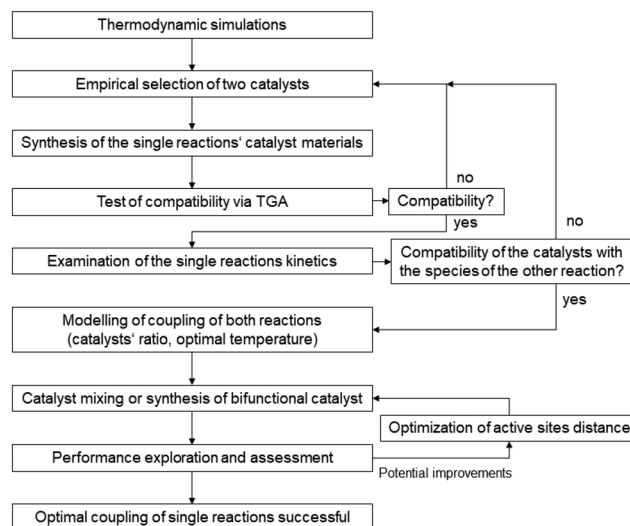 Thermodynamic simulations
Empirical selection of two catalysts
Synthesis of the single reactions‘ catalyst materials
no
Test of compatibility via TGA
Compatibility?
yes
no
Examination of the single reactions kinetics
Compatibility of the catalysts with
the species of the other reaction?
yes
Modelling of coupling of both reactions
(catalysts‘ ratio, optimal temperature)
Catalyst mixing or synthesis of bifunctional catalyst
Optimization of active sites distance
Performance exploration and assessment
Potential improvements
Optimal coupling of single reactions successful